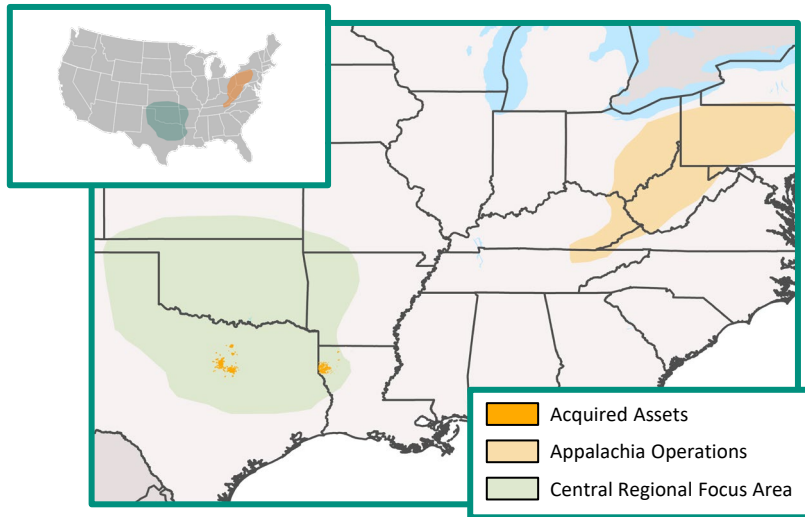 Acquired Assets
Appalachia Operations
Central Regional Focus Area